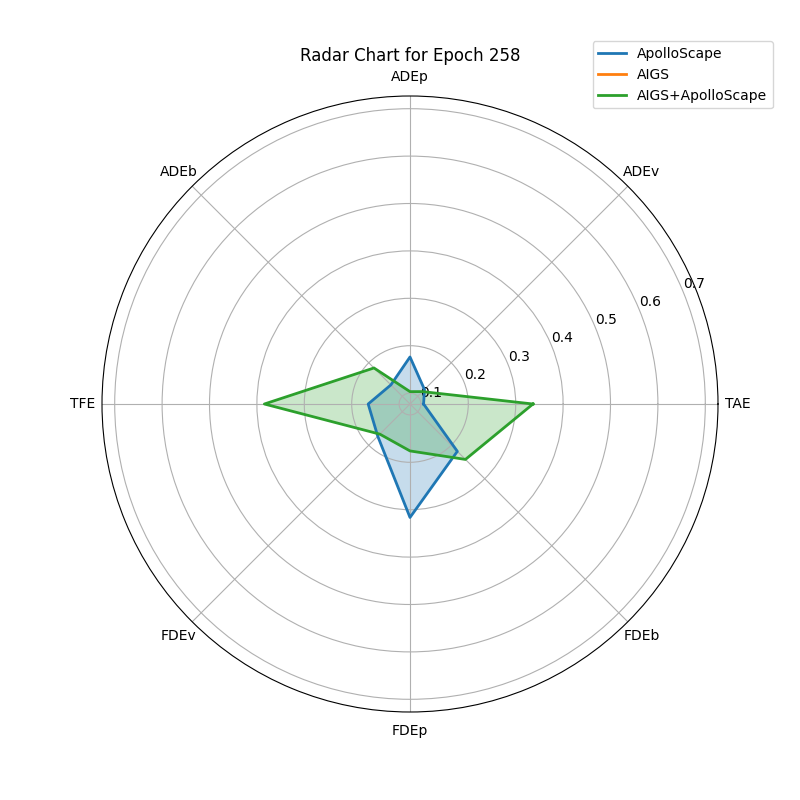 Radar Chart for Epoch 258
ApolloScape
AIGS
AIGS+ApolloScape
ADEp
ADEb
ADEv
0.7
0.6
0.5
0.4
0.3
0.2
0.1
TFE
TAE
FDEv
FDEb
FDEp